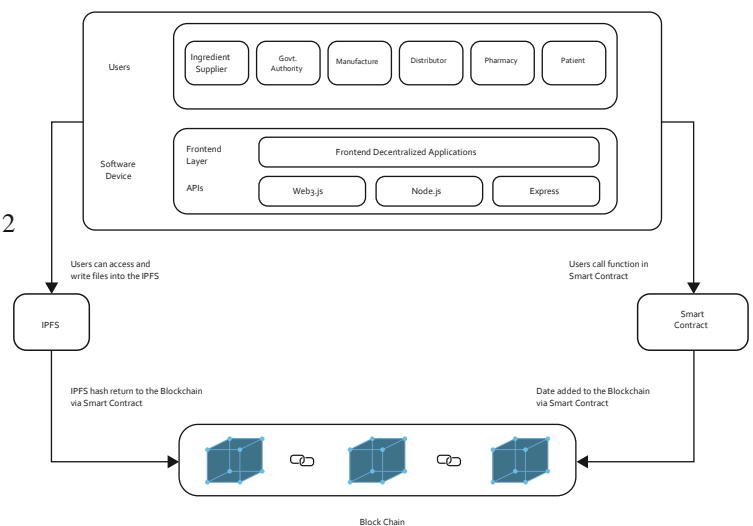 Users
Ingredient
Supplier
Govt.
Authority
Manufacture
Distributor
Pharmacy
Patient
Software
Device
Frontend
Layer
Frontend Decentralized Applications
APIs
Web3.js
Node.js
Express
2
Users can access and
write files into the IPFS
Users call function in
Smart Contract
IPFS
Smart
Contract
IPFS hash return to the Blockchain
via Smart Contract
Date added to the Blockchain
via Smart Contract
Block Chain